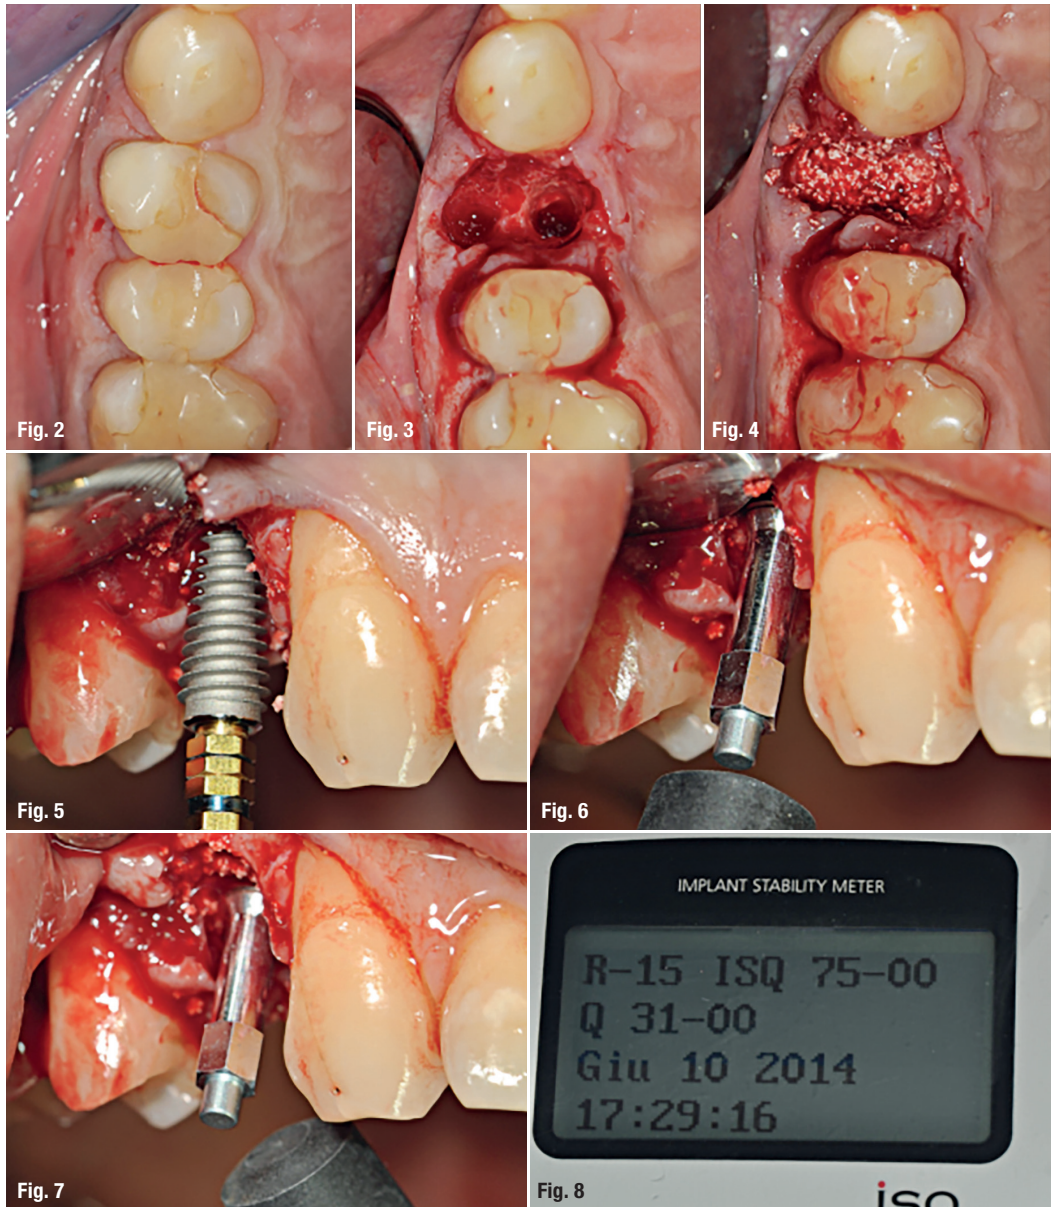 Fig. 2
Fig. 3
Fig. 4
Fig. 5
Fig. 6
Fig. 7
IMPLANT STABILITY METER
R-15 ISQ 75-00
Q 31-00
Giu 10 2014
17:29:16
Fig. 8